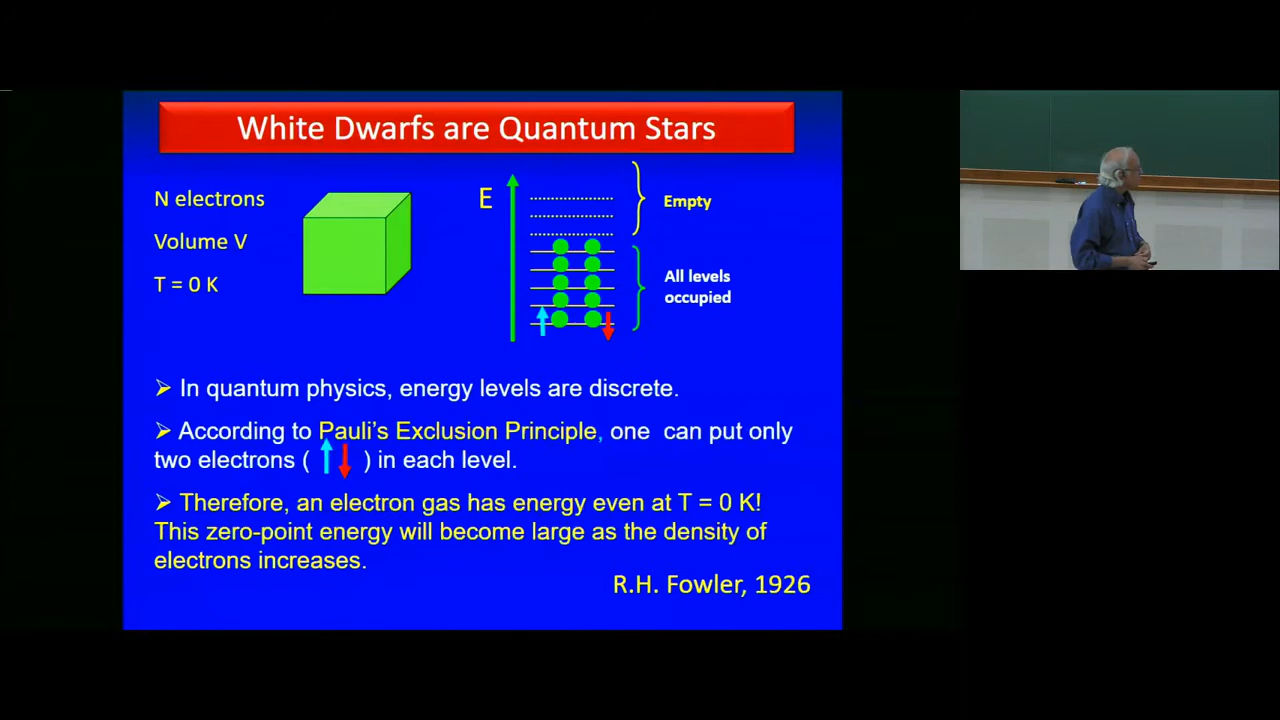 White Dwarfs are Quantum Stars
N electrons
Volume V
T = 0 K
E
Empty
All levels
occupied
➢ In quantum physics, energy levels are discrete.
➢ According to Pauli's Exclusion Principle, one can put only
two electrons ( ) in each level.
➢ Therefore, an electron gas has energy even at T = 0 K!
This zero-point energy will become large as the density of
electrons increases.
R.H. Fowler, 1926